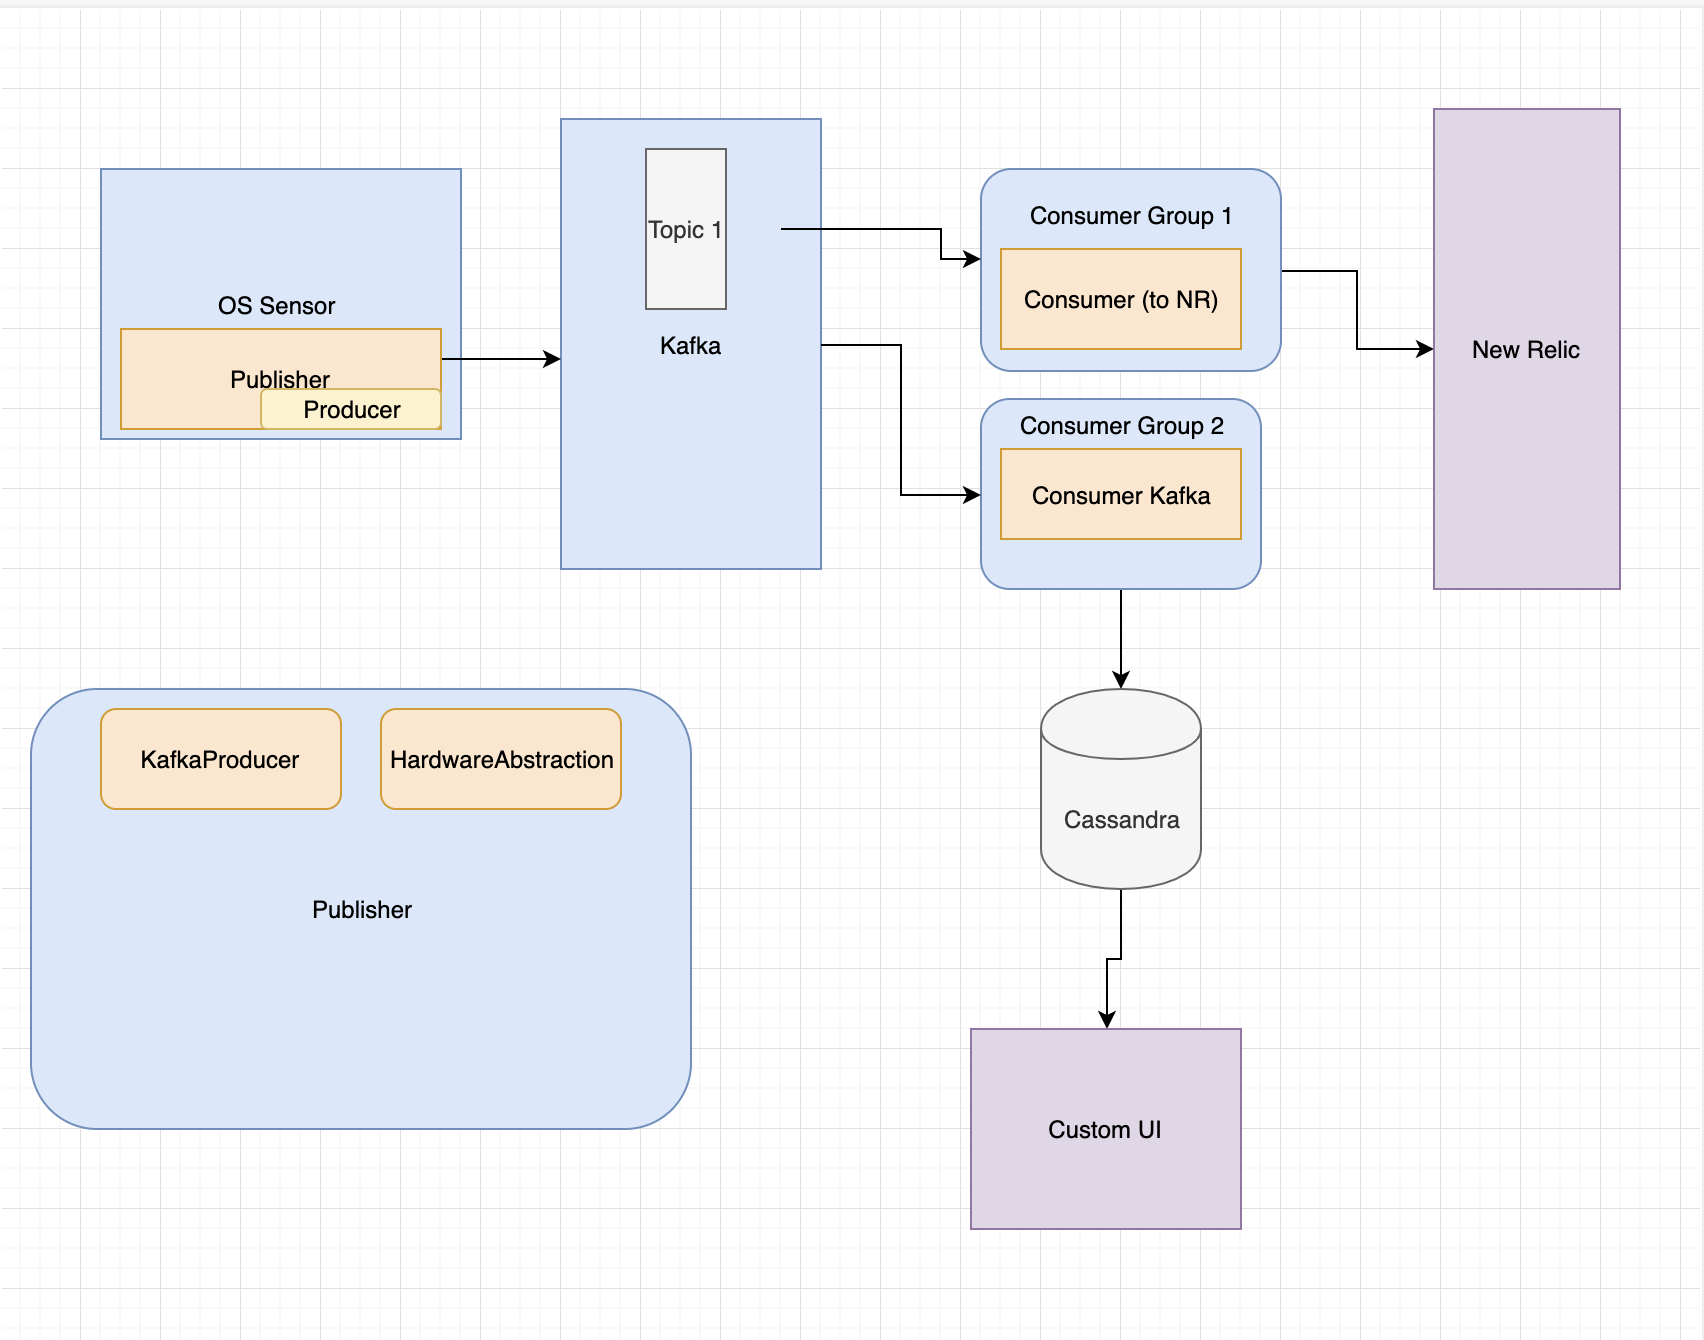 Topic 1
Consumer Group 1
OS Sensor
Consumer (to NR)
Kafka
New Relic
Publisher
Producer
Consumer Group 2
Consumer Kafka
KafkaProducer
HardwareAbstraction
Cassandra
Publisher
Custom UI